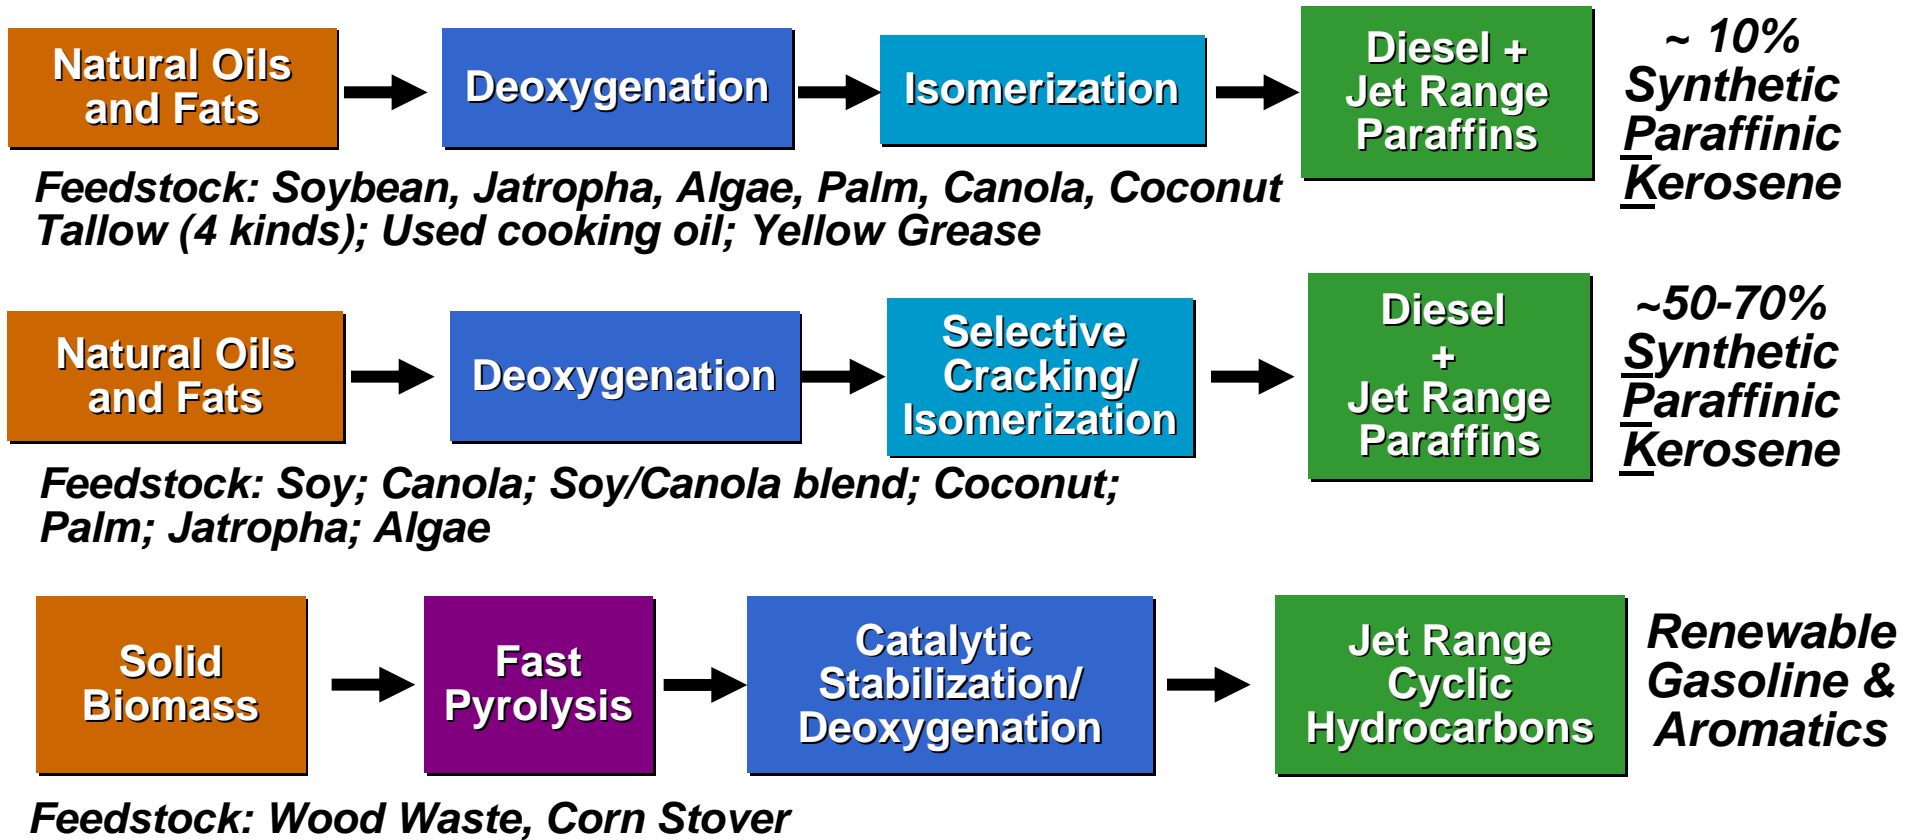 Natural Oils
and Fats
Deoxygenation
Isomerization
Diesel +
Jet Range
Paraffins
~ 10%
Synthetic
Paraffinic
Kerosene
Feedstock: Soybean, Jatropha, Algae, Palm, Canola, Coconut
Tallow (4 kinds); Used cooking oil; Yellow Grease
Natural Oils
and Fats
Deoxygenation
Selective
Cracking/
Isomerization
Diesel
+
Jet Range
Paraffins
~50-70%
Synthetic
Paraffinic
Kerosene
Feedstock: Soy; Canola; Soy/Canola blend; Coconut;
Palm; Jatropha; Algae
Solid
Biomass
Fast
Pyrolysis
Catalytic
Stabilization/
Deoxygenation
Jet Range
Cyclic
Hydrocarbons
Renewable
Gasoline &
Aromatics
Feedstock: Wood Waste, Corn Stover